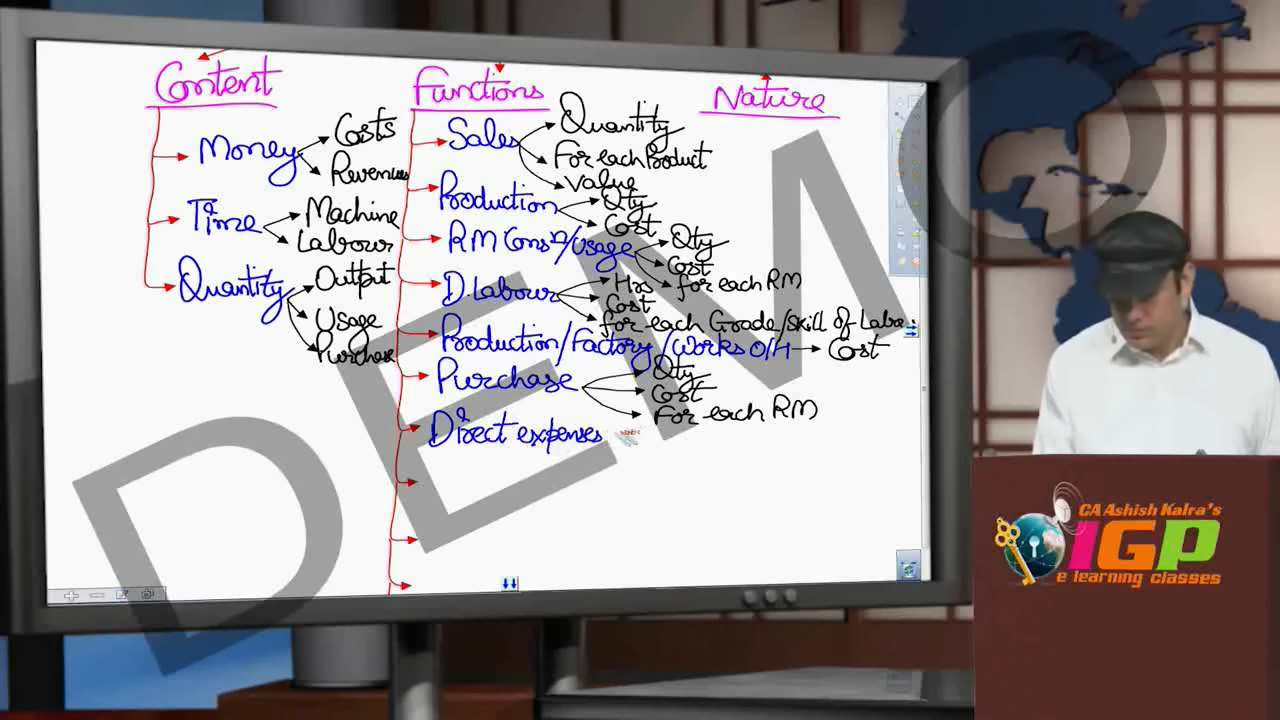 Content
Money
Costs
Revenues
Time
Machine
Labour
Quantity
Output
Usage
Purchase
Functions
Sales
Quantity
For each Product
Value
Production
Qty
Cost
RM Consn/Usage
Qty
Cost
for each RM
D.Labour
Hrs
Cost
for each Grade/Skill of Labo
Production/Factory/Works O/H
Cost
Purchase
Qty
Cost
For each RM
Direct expenses
Nature
DEMO
CA Ashish Kalra's
IGP
e learning classes